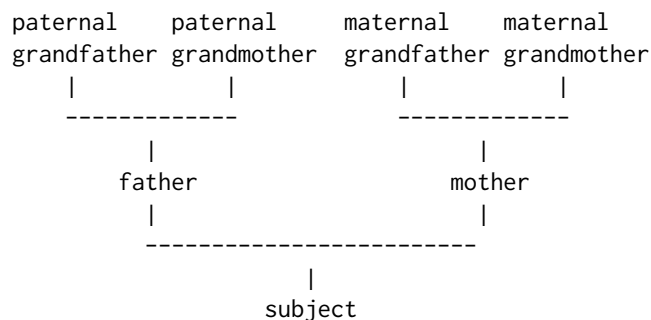 paternal paternal maternal maternal
grandfather grandmother grandfather grandmother
father mother
subject